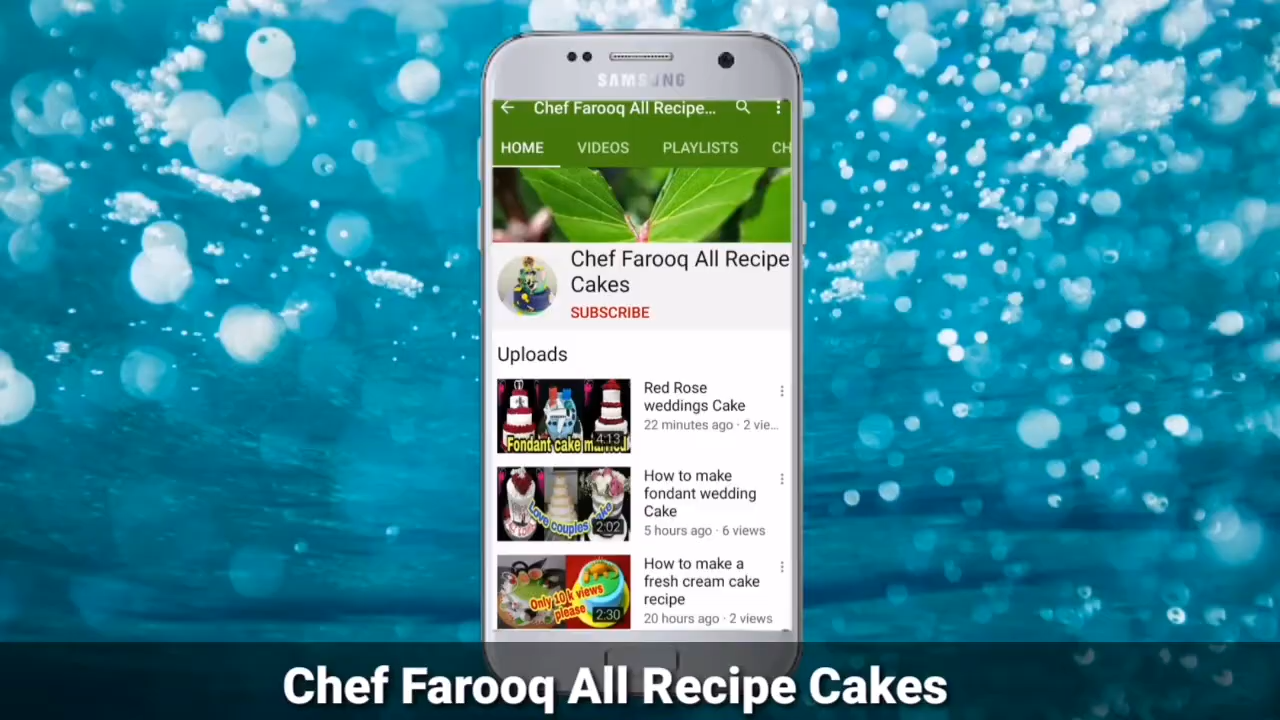 SAMSUNG
Chef Farooq All Recipe...
HOME VIDEOS PLAYLISTS CH
Chef Farooq All Recipe
Cakes
SUBSCRIBE
Uploads
Red Rose
weddings Cake
22 minutes ago · 2 vie...
Fondant cake married
4:13
How to make
fondant wedding
Cake
5 hours ago · 6 views
Love couples cake
2:02
How to make a
fresh cream cake
recipe
20 hours ago · 2 views
Only 10 k views
please
2:30
Chef Farooq All Recipe Cakes